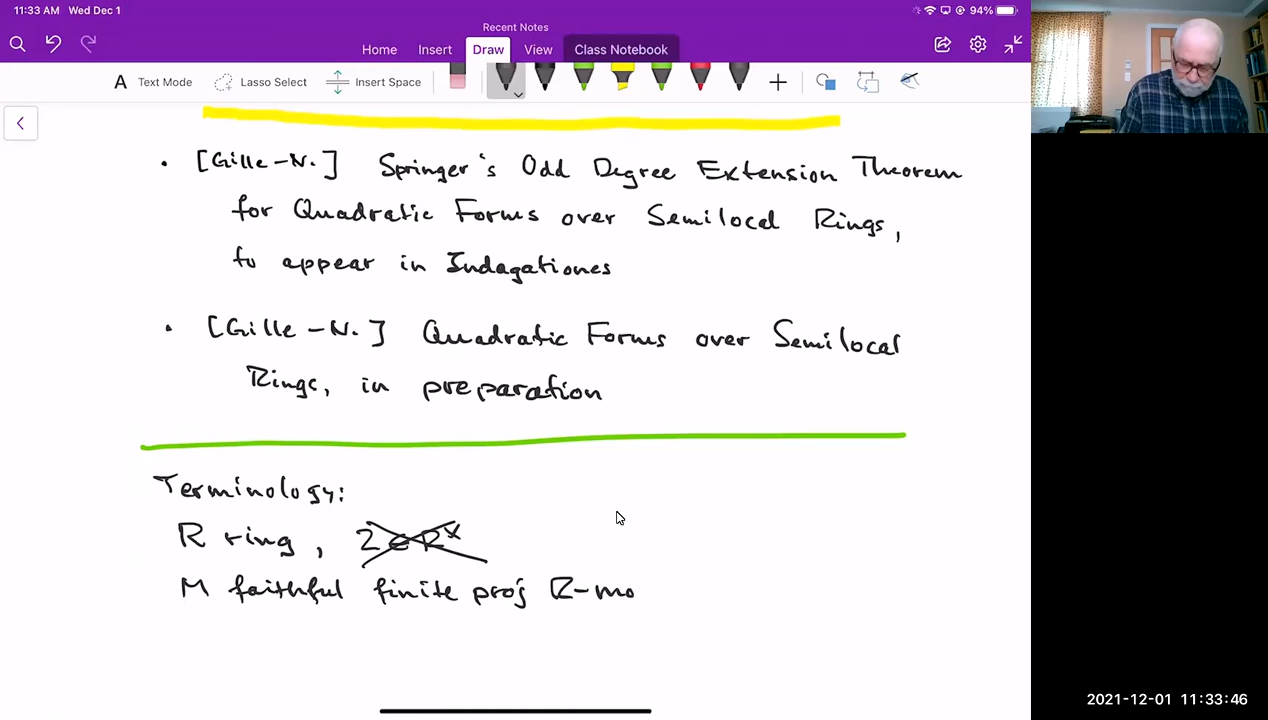 11:33 AM Wed Dec 1
94%
Recent Notes
Home Insert Draw View Class Notebook
A Text Mode Lasso Select Insert Space
• [Gille-N.] Springer's Odd Degree Extension Theorem
for Quadratic Forms over Semilocal Rings,
to appear in Indagationes
• [Gille-N.] Quadratic Forms over Semilocal
Rings, in preparation
Terminology:
R ring, 2∈R^x
M faithful finite proj R-mo
2021-12-01 11:33:46